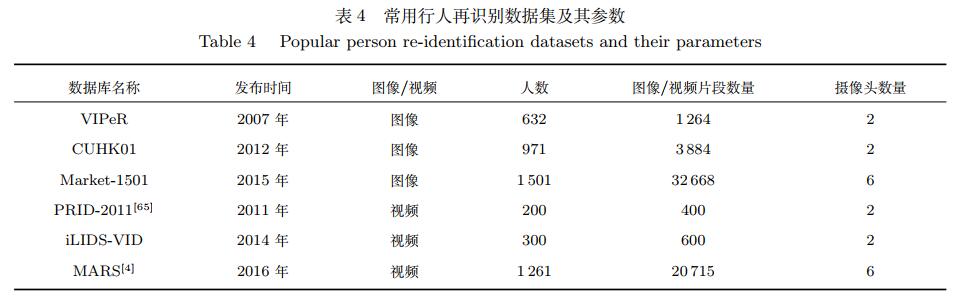 表 4 常用行人再识别数据集及其参数
Table 4 Popular person re-identification datasets and their parameters
数据库名称 发布时间 图像/视频 人数 图像/视频片段数量 摄像头数量
VIPeR 2007 年 图像 632 1 264 2
CUHK01 2012 年 图像 971 3 884 2
Market-1501 2015 年 图像 1 501 32 668 6
PRID-2011[65] 2011 年 视频 200 400 2
iLIDS-VID 2014 年 视频 300 600 2
MARS[4] 2016 年 视频 1 261 20 715 6